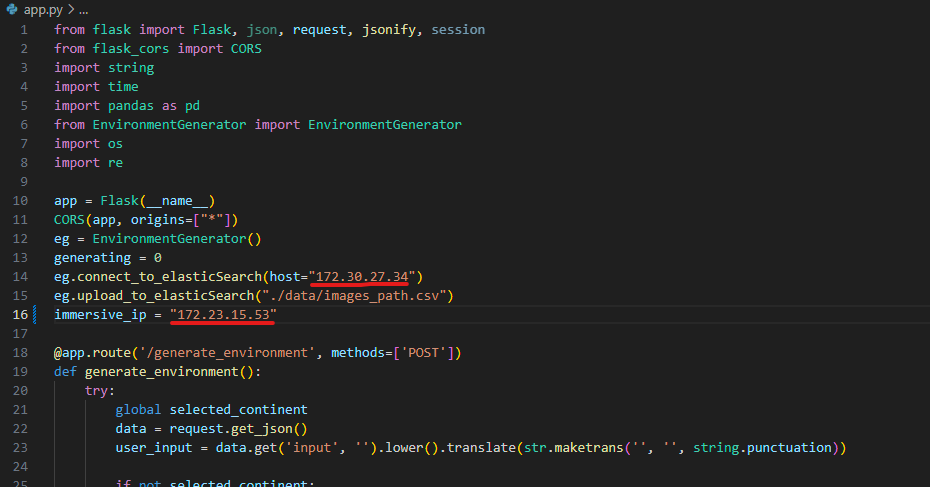 app.py > ...
1 from flask import Flask, json, request, jsonify, session
2 from flask_cors import CORS
3 import string
4 import time
5 import pandas as pd
6 from EnvironmentGenerator import EnvironmentGenerator
7 import os
8 import re
9
10 app = Flask(__name__)
11 CORS(app, origins=["*"])
12 eg = EnvironmentGenerator()
13 generating = 0
14 eg.connect_to_elasticSearch(host="172.30.27.34")
15 eg.upload_to_elasticSearch("./data/images_path.csv")
16 immersive_ip = "172.23.15.53"
17
18 @app.route('/generate_environment', methods=['POST'])
19 def generate_environment():
20     try:
21         global selected_continent
22         data = request.get_json()
23         user_input = data.get('input', '').lower().translate(str.maketrans('', '', string.punctuation))
24
25         if not selected_continent: